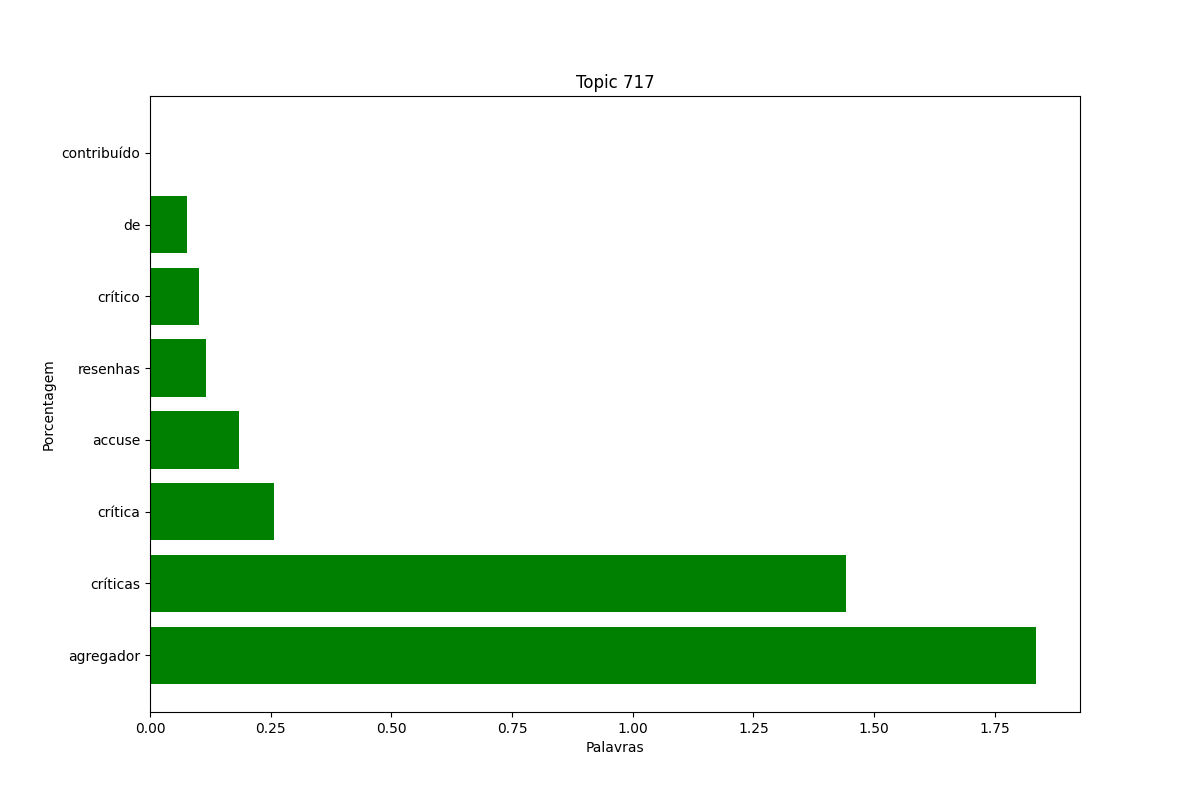 Topic 717
contribuído
de
crítico
resenhas
accuse
crítica
críticas
agregador
Porcentagem
0.00 0.25 0.50 0.75 1.00 1.25 1.50 1.75
Palavras